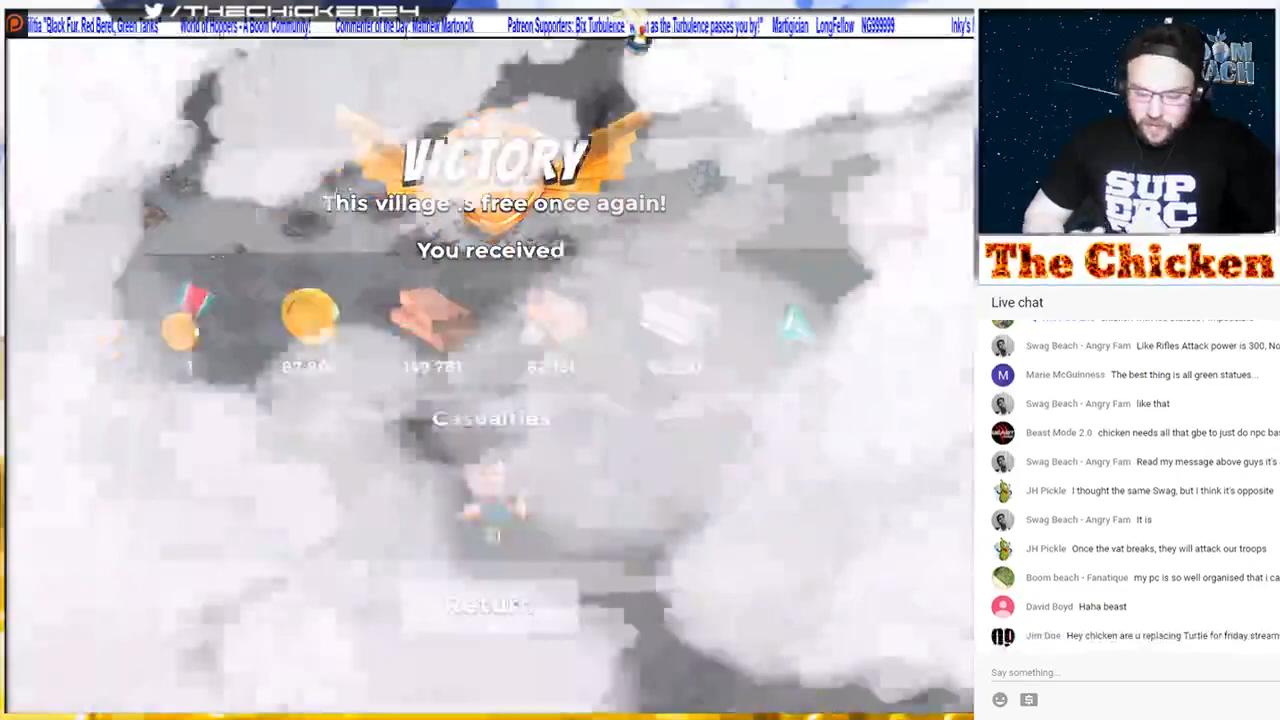 /THECHICKEN24
Militia "Black Fur, Red Beret, Green Tanks" World of Hoppers - A Boom Community! Commenter of the Day: Matthew Martoncik Patreon Supporters: Bix Turbulence as the Turbulence passes you by!" Martigician LongFellow NG999999 Inky's
VICTORY
This village is free once again!
You received
1
Casualties
Return
SUPERC
The Chicken
Live chat
Swag Beach - Angry Fam Like Rifles Attack power is 300, No
Marie McGuinness The best thing is all green statues...
Swag Beach - Angry Fam like that
Beast Mode 2.0 chicken needs all that gbe to just do npc ba
Swag Beach - Angry Fam Read my message above guys it's
JH Pickle I thought the same Swag, but I think it's opposite
Swag Beach - Angry Fam It is
JH Pickle Once the vat breaks, they will attack our troops
Boom beach - Fanatique my pc is so well organised that i ca
David Boyd Haha beast
Jim Doe Hey chicken are u replacing Turtle for friday stream
Say something...